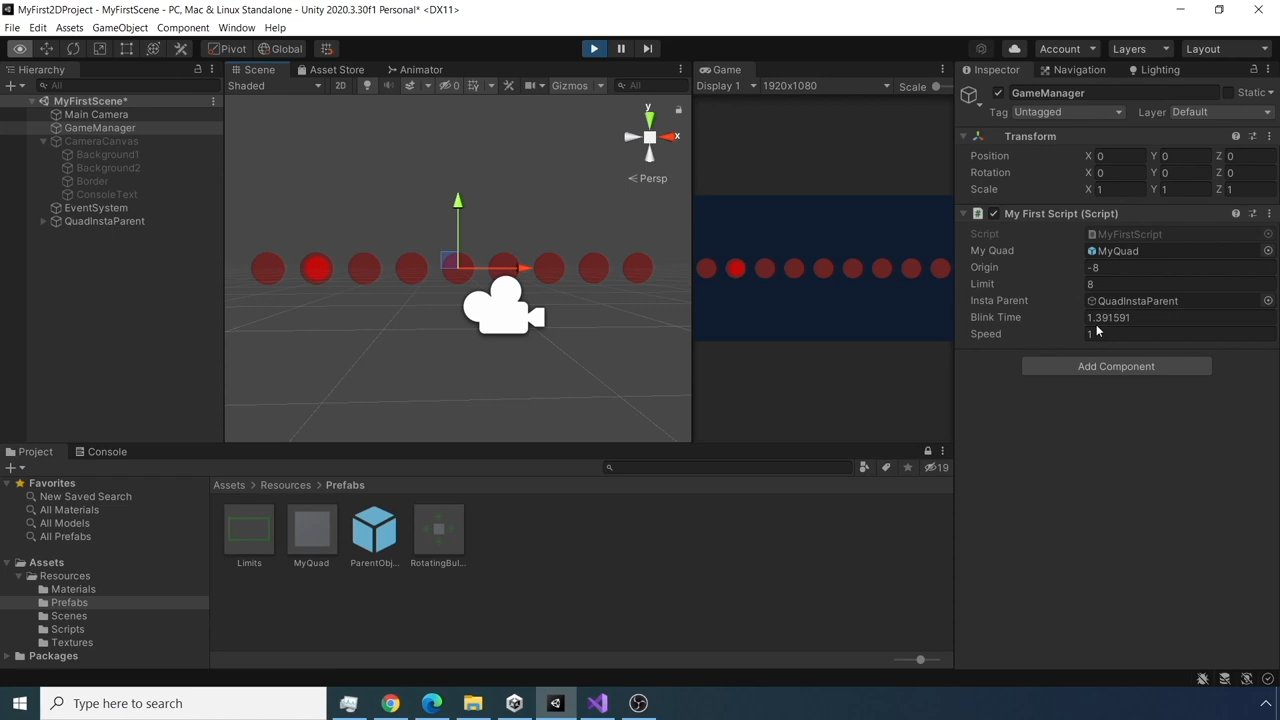 MyFirst2DProject - MyFirstScene - PC, Mac & Linux Standalone - Unity 2020.3.30f1 Personal* <DX11>
File Edit Assets GameObject Component Window Help
Pivot Global Account Layers Layout
Hierarchy
All
MyFirstScene*
Main Camera
GameManager
CameraCanvas
Background1
Background2
Border
ConsoleText
EventSystem
QuadInstaParent
Scene Asset Store Animator
Shaded 2D 0 Gizmos All
y
x
Persp
Game
Display 1 1920x1080 Scale
Inspector Navigation Lighting
GameManager Static
Tag Untagged Layer Default
Transform
Position X 0 Y 0 Z 0
Rotation X 0 Y 0 Z 0
Scale X 1 Y 1 Z 1
My First Script (Script)
Script MyFirstScript
My Quad MyQuad
Origin -8
Limit 8
Insta Parent QuadInstaParent
Blink Time 1.391591
Speed 1
Add Component
Project Console
19
Favorites
New Saved Search
All Materials
All Models
All Prefabs
Assets
Resources
Materials
Prefabs
Scenes
Scripts
Textures
Packages
Assets Resources Prefabs
Limits MyQuad ParentObj... RotatingBul...
Type here to search